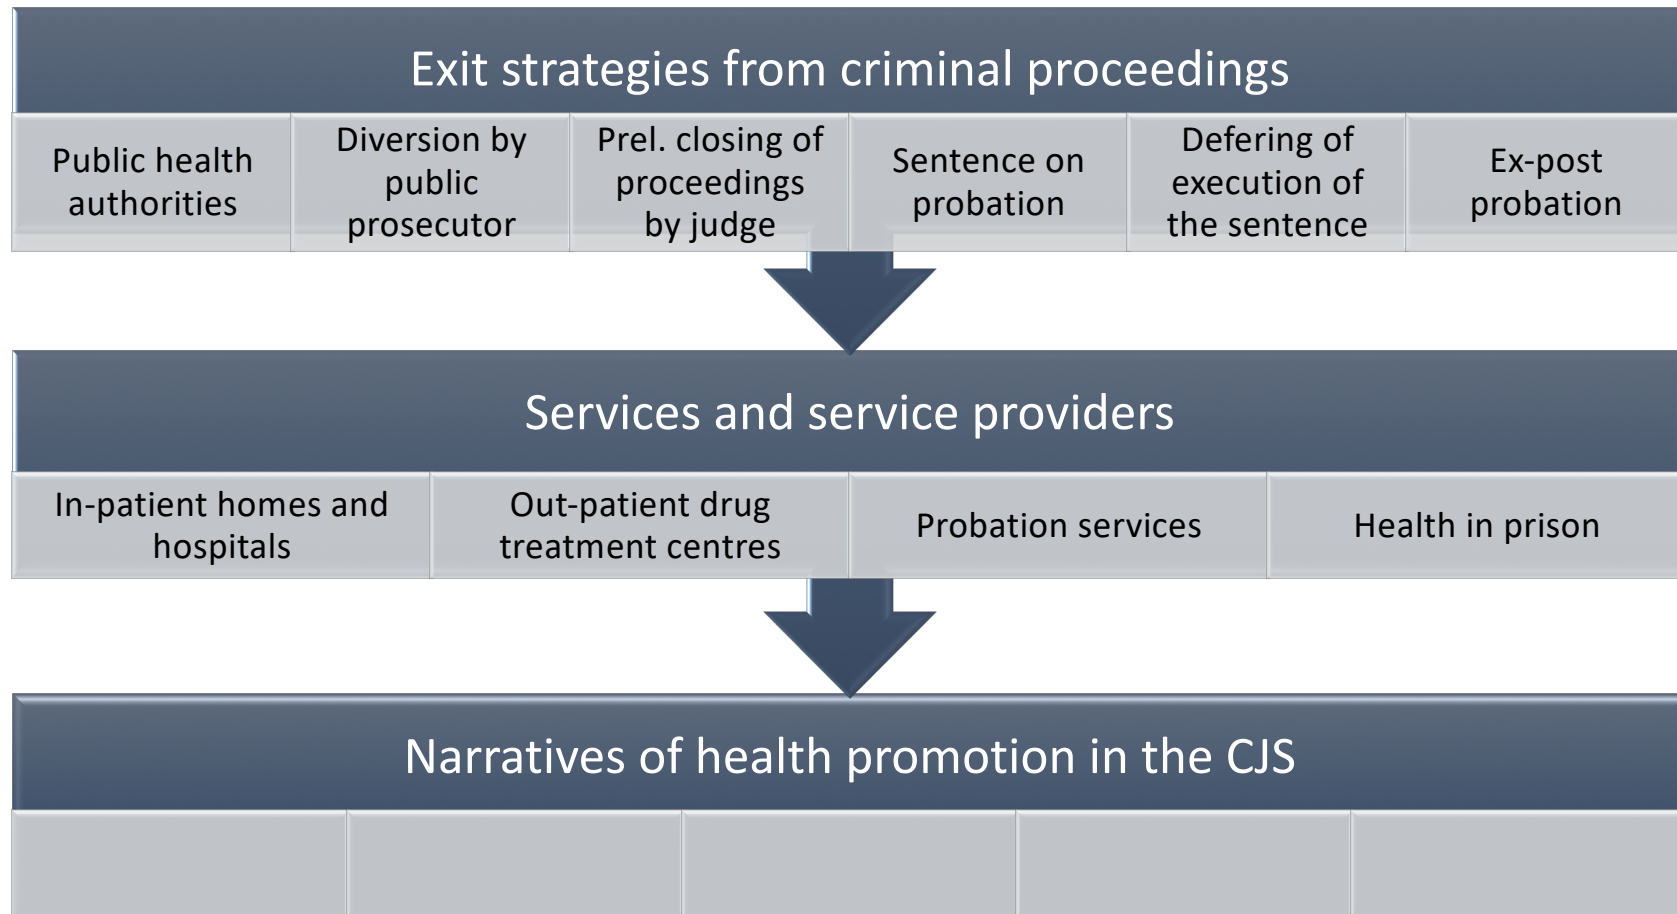 Exit strategies from criminal proceedings
Public health
authorities
Diversion by
public
prosecutor
Prel. closing of
proceedings
by judge
Sentence on
probation
Defering of
execution of
the sentence
Ex-post
probation
Services and service providers
In-patient homes and
hospitals
Out-patient drug
treatment centres
Probation services
Health in prison
Narratives of health promotion in the CJS